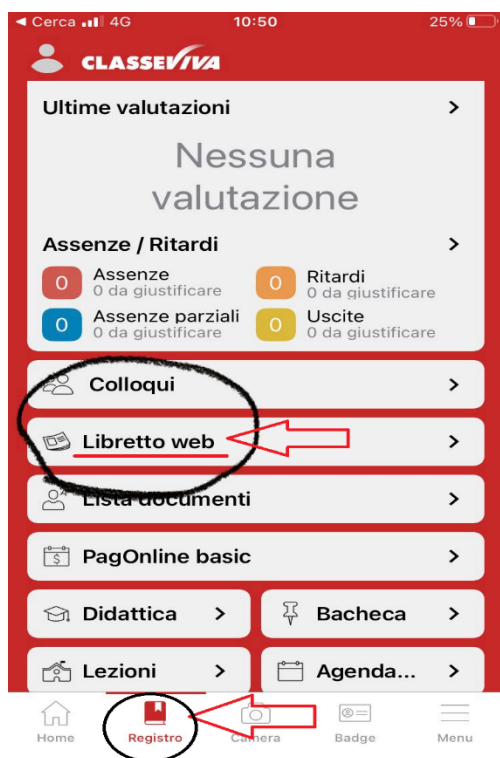 Cerca 4G 10:50 25%
CLASSEVIVA
Ultime valutazioni
Nessuna
valutazione
Assenze / Ritardi
0 Assenze 0 Ritardi
0 da giustificare 0 da giustificare
0 Assenze parziali 0 Uscite
0 da giustificare 0 da giustificare
Colloqui
Libretto web
Lista documenti
PagOnline basic
Didattica Bacheca
Lezioni Agenda...
Home Registro Camera Badge Menu